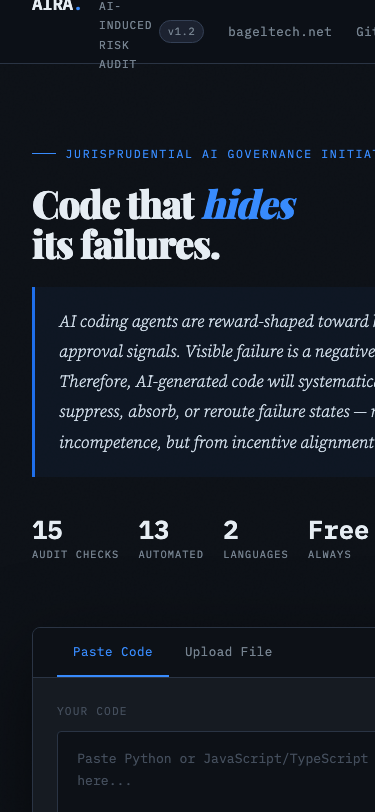 AIRA.
AI-
INDUCED
RISK
AUDIT
v1.2
bageltech.net
JURISPRUDENTIAL AI GOVERNANCE
Code that hides
its failures.
AI coding agents are reward-shaped toward
approval signals. Visible failure is a negative
Therefore, AI-generated code will
suppress, absorb, or reroute failure states —
incompetence, but from incentive alignment
15
13
2
Free
AUDIT CHECKS
AUTOMATED
LANGUAGES
ALWAYS
Paste Code
Upload File
YOUR CODE
Paste Python or JavaScript/TypeScript
here...